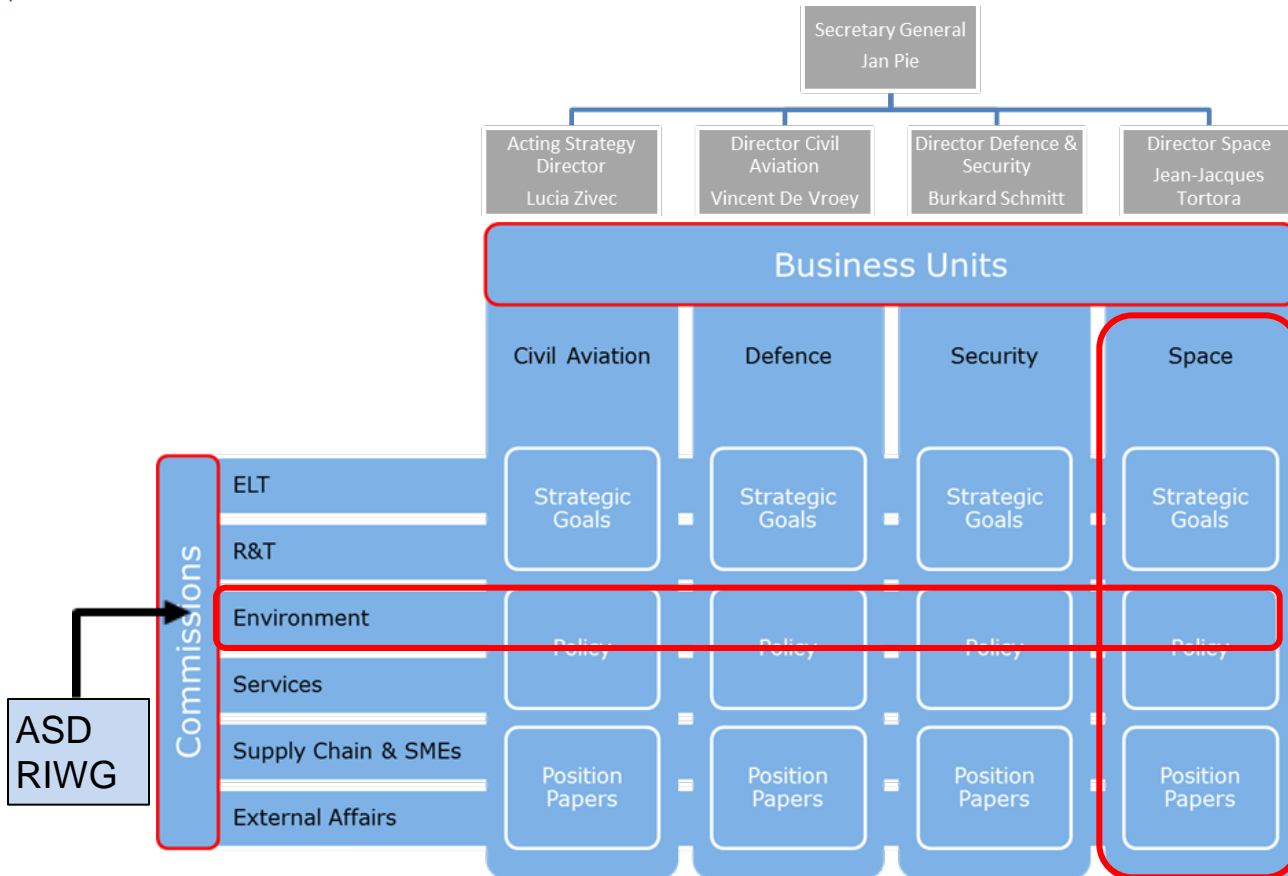 Secretary General
Jan Pie
Acting Strategy
Director
Lucia Zivec
Director Civil
Aviation
Vincent De Vroey
Director Defence &
Security
Burkard Schmitt
Director Space
Jean-Jacques
Tortora
Business Units
Civil Aviation
Defence
Security
Space
Commissions
ELT
R&T
Environment
Services
Supply Chain & SMEs
External Affairs
Strategic
Goals
Strategic
Goals
Strategic
Goals
Strategic
Goals
Policy
Policy
Policy
Policy
Position
Papers
Position
Papers
Position
Papers
Position
Papers
ASD
RIWG